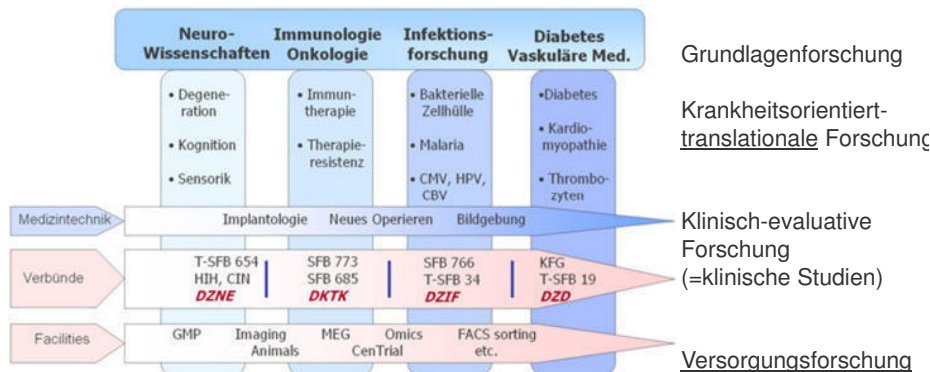 Neuro-
Wissenschaften
Immunologie
Onkologie
Infektions-
forschung
Diabetes
Vaskuläre Med.
• Degene-
ration
• Kognition
• Sensorik
• Immun-
therapie
• Therapie-
resistenz
• Bakterielle
Zellhülle
• Malaria
• CMV, HPV,
CBV
•Diabetes
• Kardio-
myopathie
• Thrombo-
zyten
Medizintechnik
Implantologie Neues Operieren Bildgebung
Verbünde
T-SFB 654
HIH, CIN
DZNE
SFB 773
SFB 685
DKTK
SFB 766
T-SFB 34
DZIF
KFG
T-SFB 19
DZD
Facilities
GMP Imaging MEG Omics FACS sorting
Animals CenTrial etc.
Grundlagenforschung
Krankheitsorientiert-
translationale Forschung
Klinisch-evaluative
Forschung
(=klinische Studien)
Versorgungsforschung